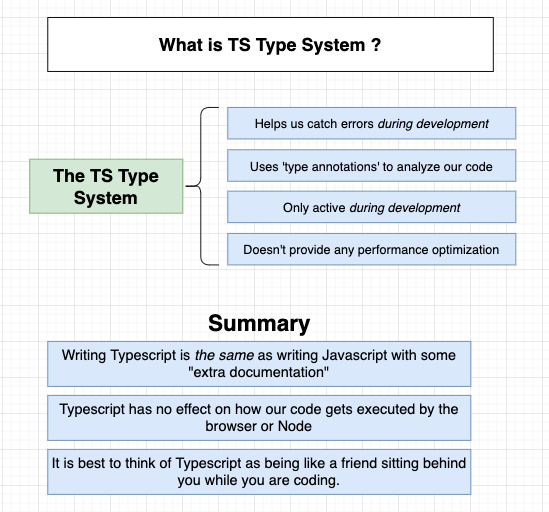 What is TS Type System ?
Helps us catch errors during development
Uses 'type annotations' to analyze our code
The TS Type
System
Only active during development
Doesn't provide any performance optimization
Summary
Writing Typescript is the same as writing Javascript with some
"extra documentation"
Typescript has no effect on how our code gets executed by the
browser or Node
It is best to think of Typescript as being like a friend sitting behind
you while you are coding.